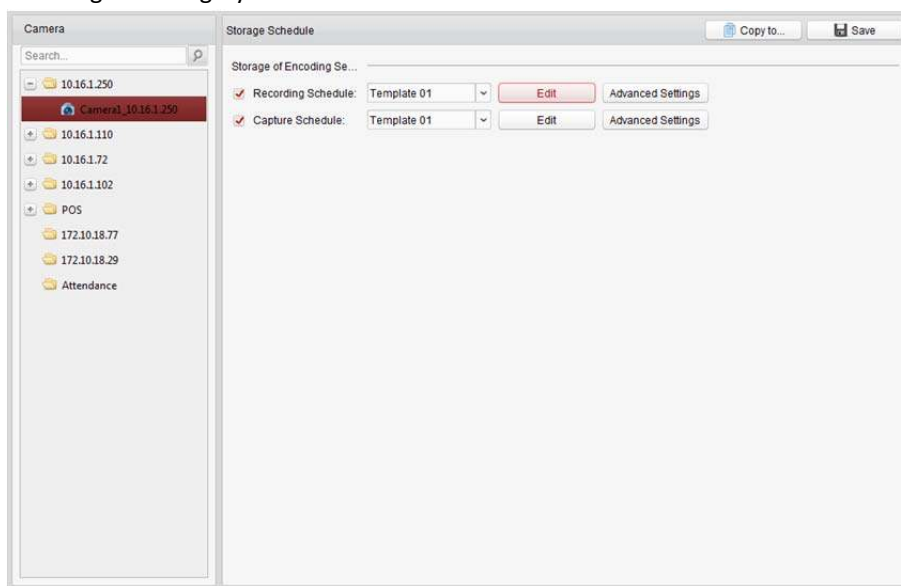 Camera
Storage Schedule
Copy to...
Save
Search...
Storage of Encoding Se...
10.16.1.250
Camera1_10.16.1.250
10.16.1.110
10.16.1.72
10.16.1.102
POS
172.10.18.77
172.10.18.29
Attendance
Recording Schedule: Template 01 Edit Advanced Settings
Capture Schedule: Template 01 Edit Advanced Settings